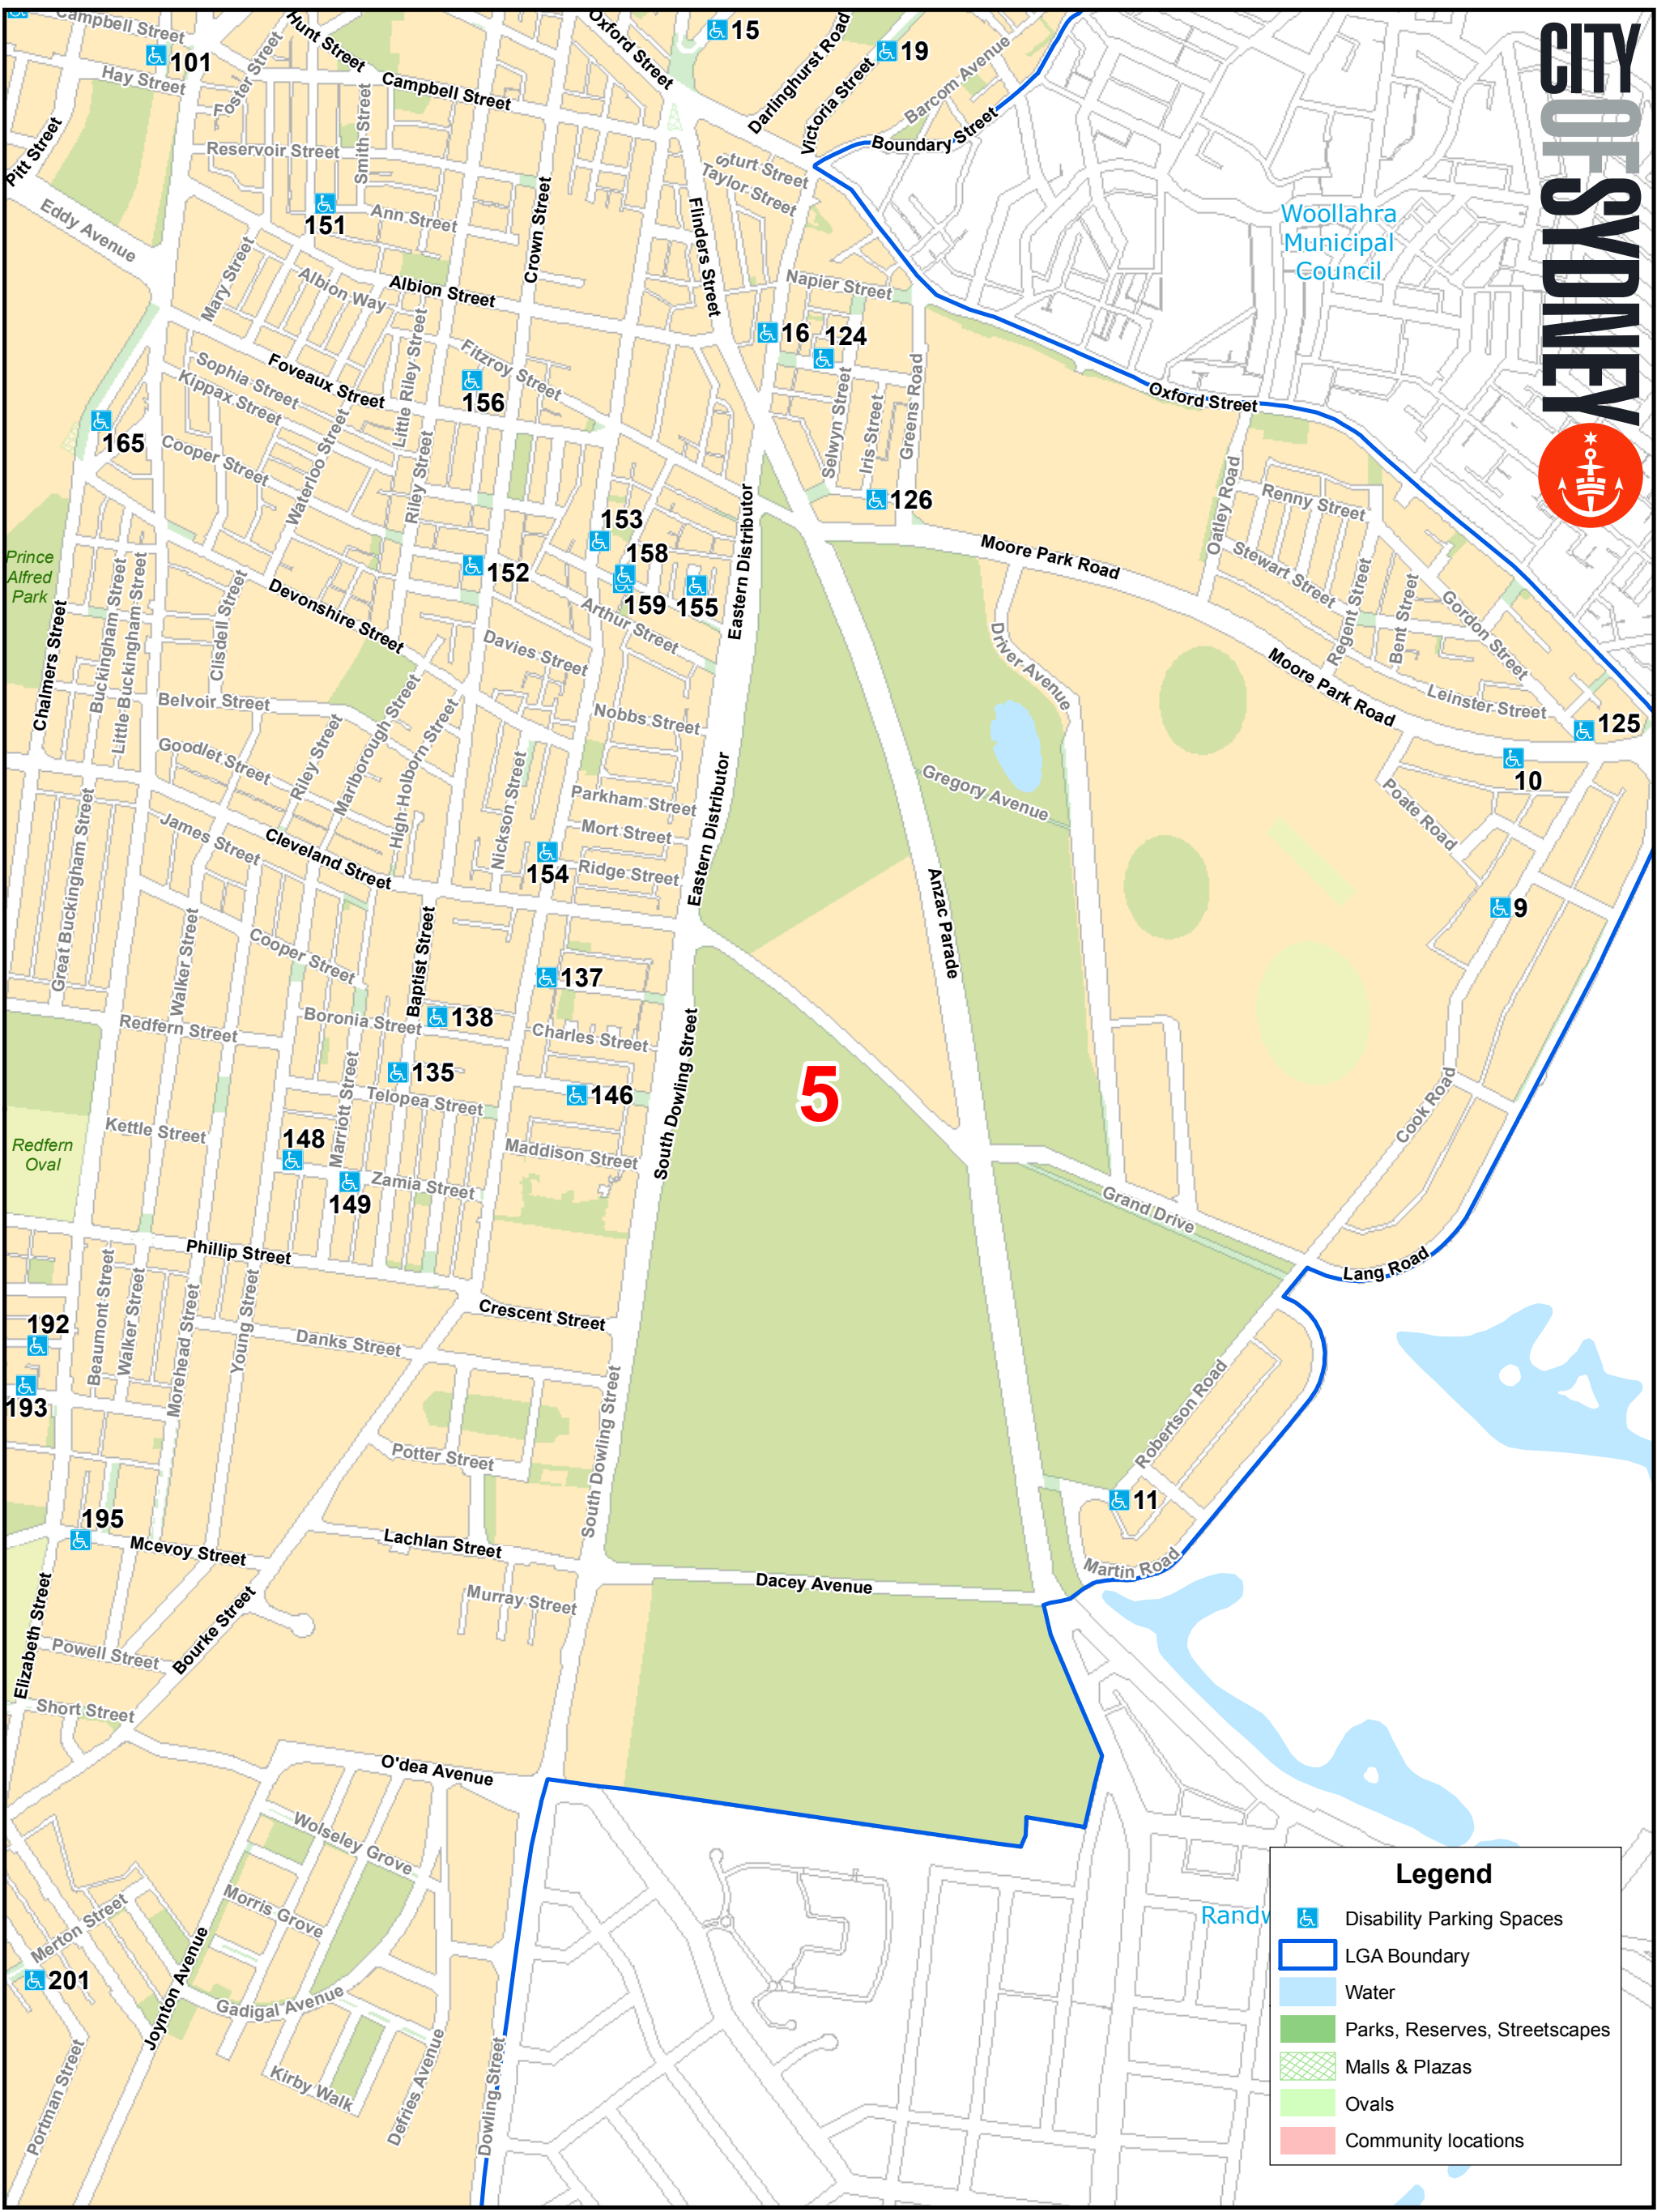 Campbell Street
101
Hay Street
Foster Street
Hunt Street
Campbell Street
Oxford Street
15
Darlinghurst Road
Victoria Street
19
Barcom Avenue
Boundary Street
CITY OF SYDNEY
Pitt Street
Reservoir Street
Smith Street
Sturt Street
Taylor Street
151
Ann Street
Crown Street
Flinders Street
Woollahra
Municipal
Council
Eddy Avenue
Mary Street
Albion Way
Albion Street
Napier Street
16
124
Sophia Street
Kippax Street
Foveaux Street
Little Riley Street
Fitzroy Street
156
Oxford Street
165
Cooper Street
Waterloo Street
Riley Street
Selwyn Street
Iris Street
Greens Road
126
Oatley Road
Renny Street
Prince
Alfred
Park
153
158
152
159
155
Eastern Distributor
Moore Park Road
Stewart Street
Regent Street
Bent Street
Gordon Street
Chalmers Street
Buckingham Street
Little Buckingham Street
Clisdell Street
Devonshire Street
Davies Street
Arthur Street
Driver Avenue
Moore Park Road
Leinster Street
125
10
Belvoir Street
Goodlet Street
Riley Street
Marlborough Street
High Holborn Street
Nobbs Street
Nickson Street
Parkham Street
Mort Street
Ridge Street
Eastern Distributor
Gregory Avenue
Poate Road
Great Buckingham Street
James Street
Cleveland Street
154
Anzac Parade
9
Walker Street
Cooper Street
Baptist Street
137
Redfern Street
Boronia Street
138
Charles Street
South Dowling Street
5
135
Marriott Street
Telopea Street
146
Cook Road
Redfern
Oval
Kettle Street
148
149
Zamia Street
Maddison Street
Grand Drive
Lang Road
Phillip Street
Beaumont Street
Walker Street
Morehead Street
Young Street
Crescent Street
192
Danks Street
193
Potter Street
South Dowling Street
Robertson Road
11
195
Mcevoy Street
Lachlan Street
Martin Road
Dacey Avenue
Murray Street
Elizabeth Street
Bourke Street
Powell Street
Short Street
O'dea Avenue
Wolseley Grove
Morris Grove
Merton Street
201
Joynton Avenue
Gadigal Avenue
Kirby Walk
Portman Street
Defries Avenue
Dowling Street
Randw
Legend
Disability Parking Spaces
LGA Boundary
Water
Parks, Reserves, Streetscapes
Malls & Plazas
Ovals
Community locations